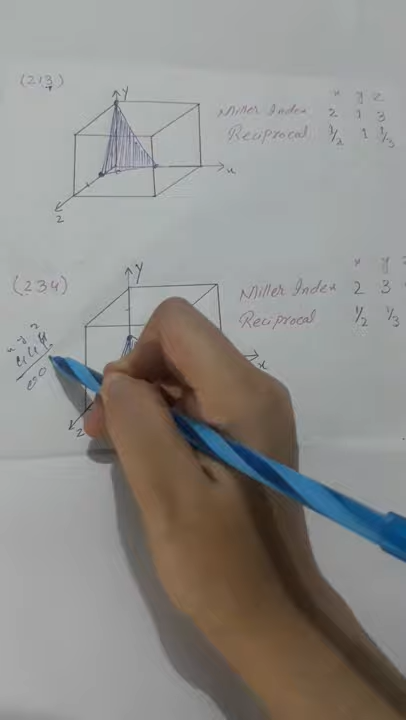 (213)
y
x y z
Miller Index 2 1 3
Reciprocal 1/2 1 1/3
x
z
(234)
y
x y
Miller Index 2 3
Reciprocal 1/2 1/3
x y z
x
z